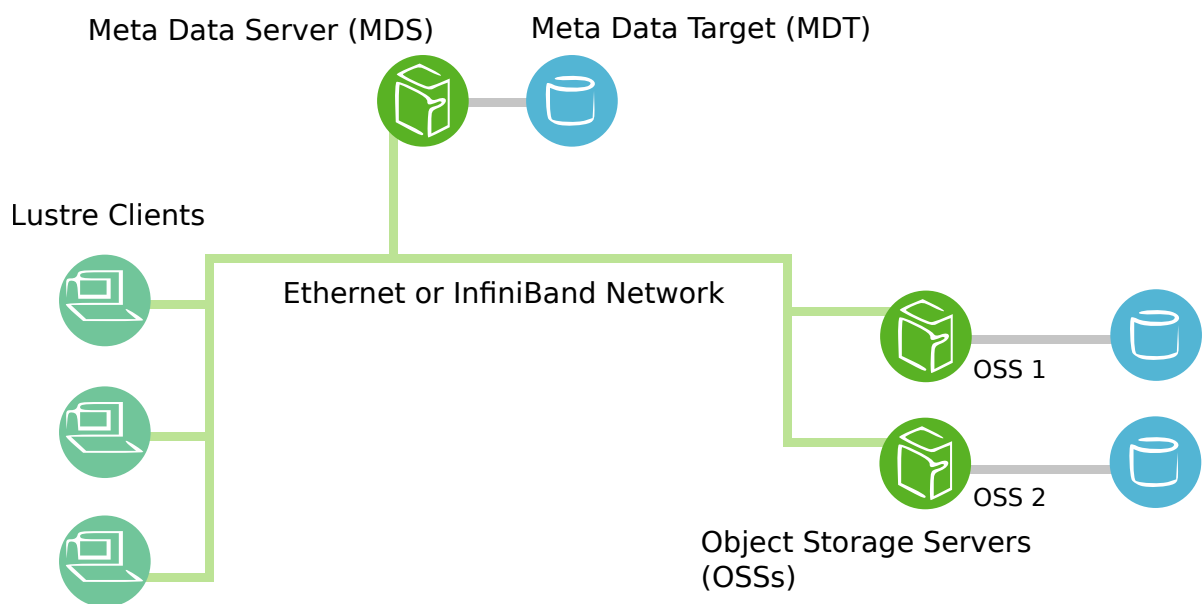 Meta Data Server (MDS)
Meta Data Target (MDT)
Lustre Clients
Ethernet or InfiniBand Network
OSS 1
OSS 2
Object Storage Servers
(OSSs)